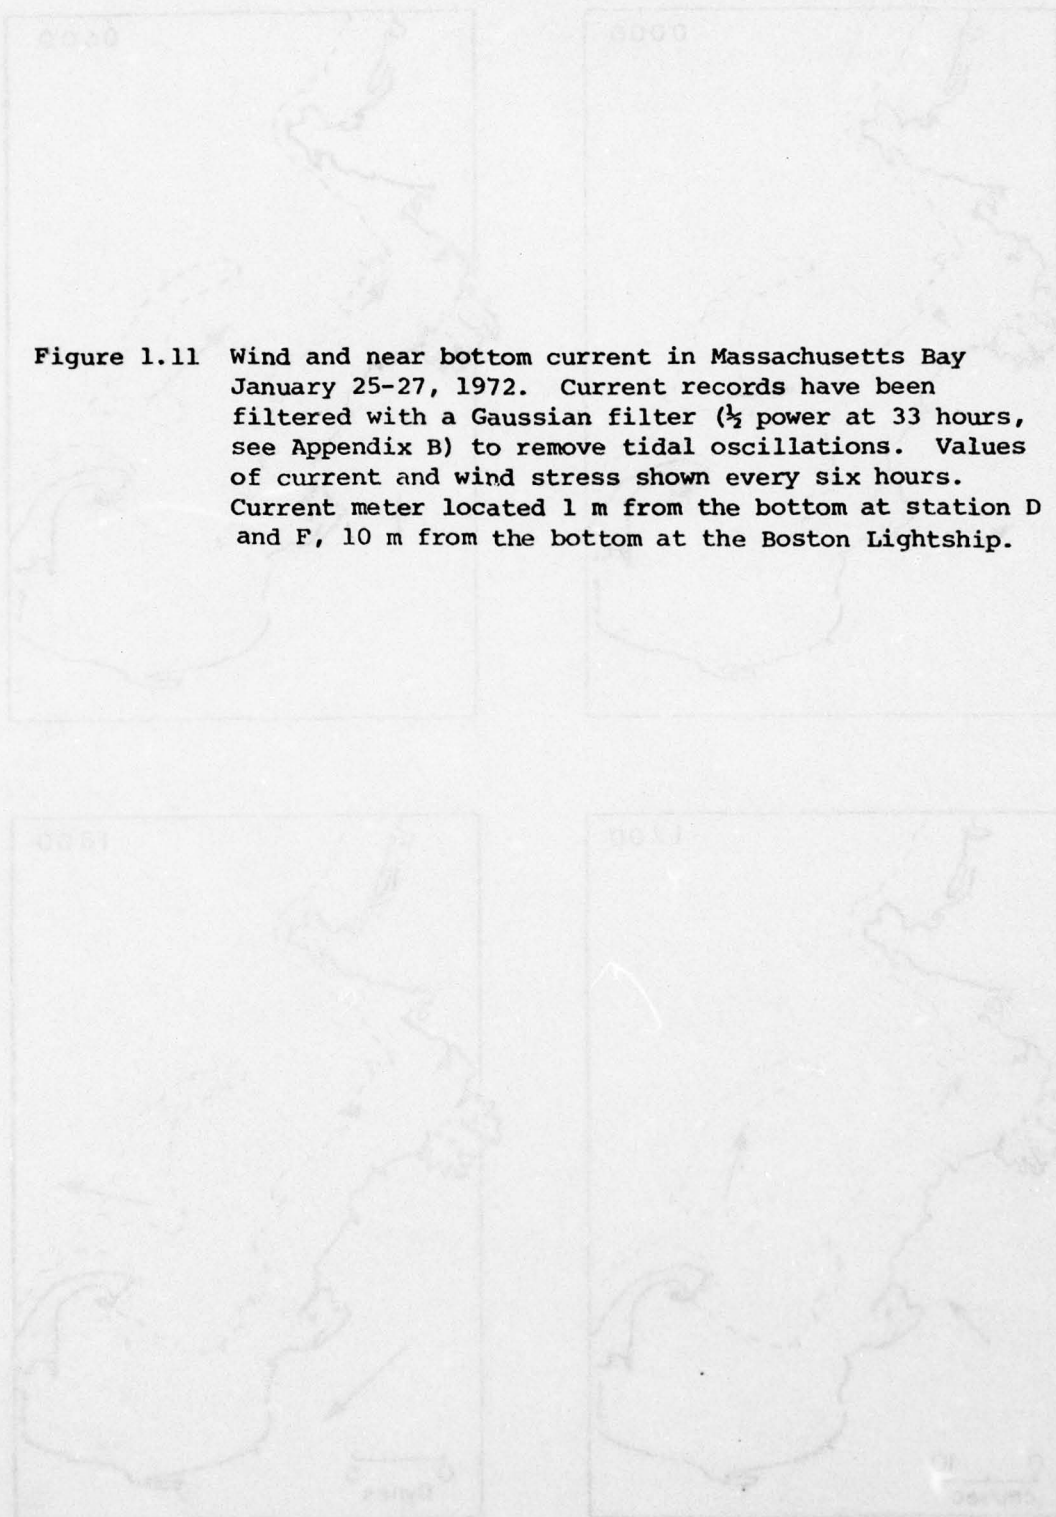 Figure 1.11 Wind and near bottom current in Massachusetts Bay
January 25-27, 1972. Current records have been
filtered with a Gaussian filter (½ power at 33 hours,
see Appendix B) to remove tidal oscillations. Values
of current and wind stress shown every six hours.
Current meter located 1 m from the bottom at station D
and F, 10 m from the bottom at the Boston Lightship.